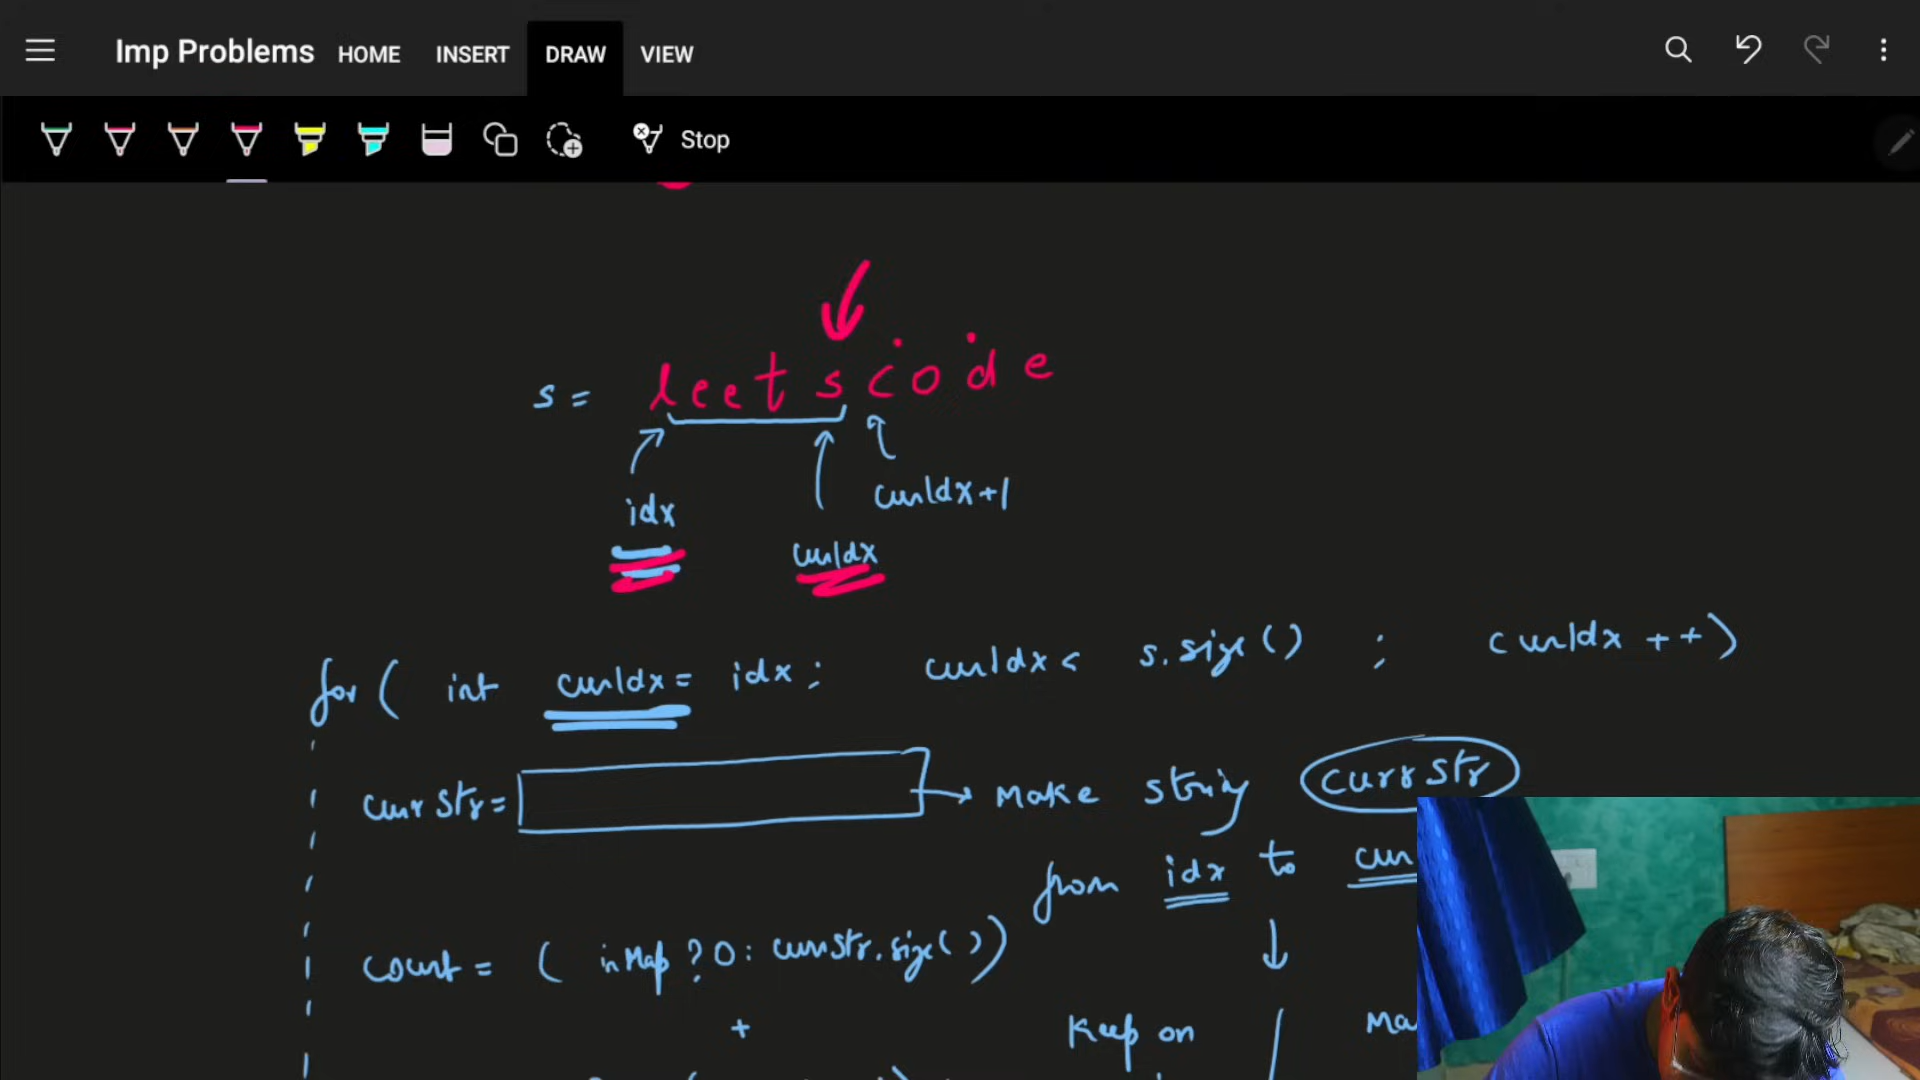 Imp Problems HOME INSERT DRAW VIEW
Stop
s = leetscode
idx
currIdx
currIdx+1
for ( int currIdx = idx ; currIdx < s.size() ; currIdx ++)
currStr = → Make string currStr
from idx to
count = ( inMap ? 0 : currStr.size() )
+
Keep on